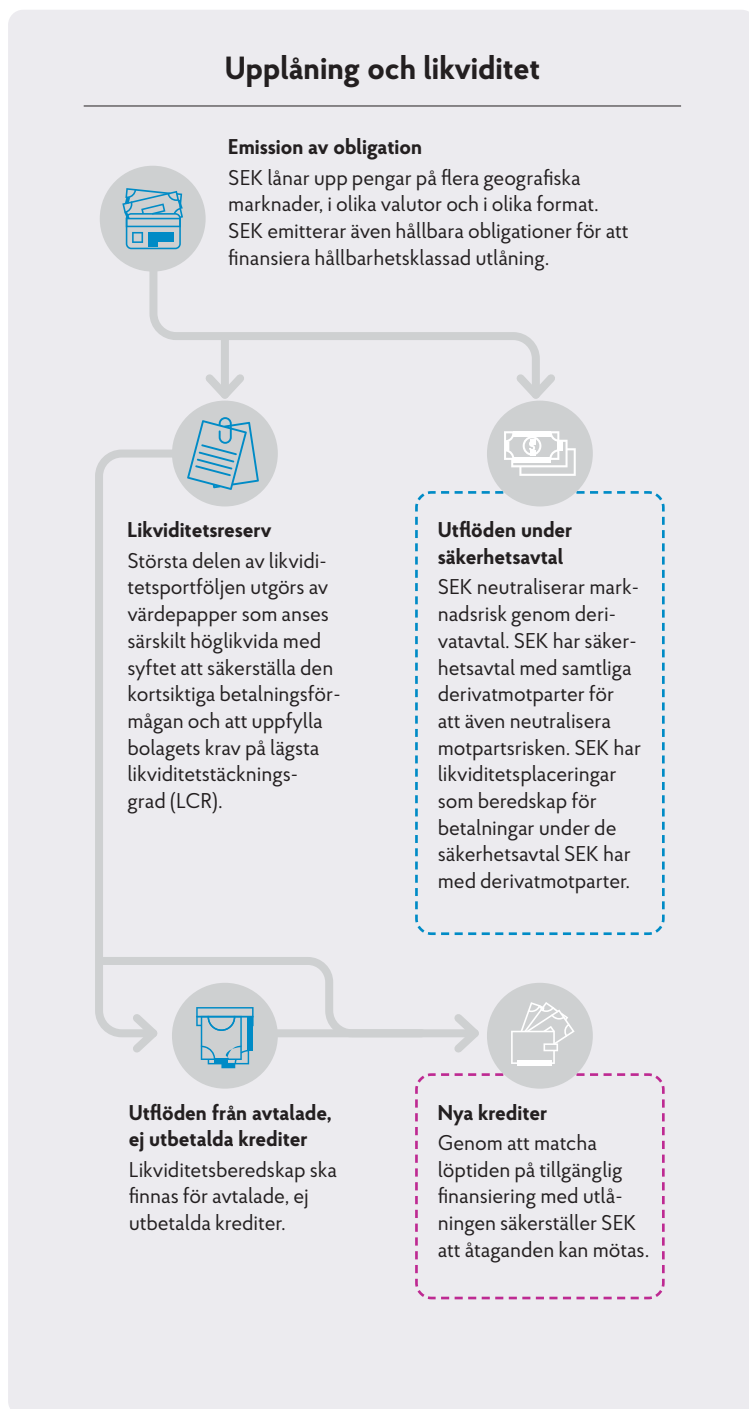 Upplåning och likviditet
Emission av obligation
SEK lånar upp pengar på flera geografiska
marknader, i olika valutor och i olika format.
SEK emitterar även hållbara obligationer för att
finansiera hållbarhetsklassad utlåning.
Likviditetsreserv
Största delen av likvidi-
tetsportföljen utgörs av
värdepapper som anses
särskilt höglikvida med
syftet att säkerställa den
kortsiktiga betalningsför-
mågan och att uppfylla
bolagets krav på lägsta
likviditetstäcknings-
grad (LCR).
Utflöden under
säkerhetsavtal
SEK neutraliserar mark-
nadsrisk genom deri-
vatavtal. SEK har säker-
hetsavtal med samtliga
derivatmotparter för
att även neutralisera
motpartsrisken. SEK har
likviditetsplaceringar
som beredskap för
betalningar under de
säkerhetsavtal SEK har
med derivatmotparter.
Utflöden från avtalade,
ej utbetalda krediter
Likviditetsberedskap ska
finnas för avtalade, ej
utbetalda krediter.
Nya krediter
Genom att matcha
löptiden på tillgänglig
finansiering med utlå-
ningen säkerställer SEK
att åtaganden kan mötas.